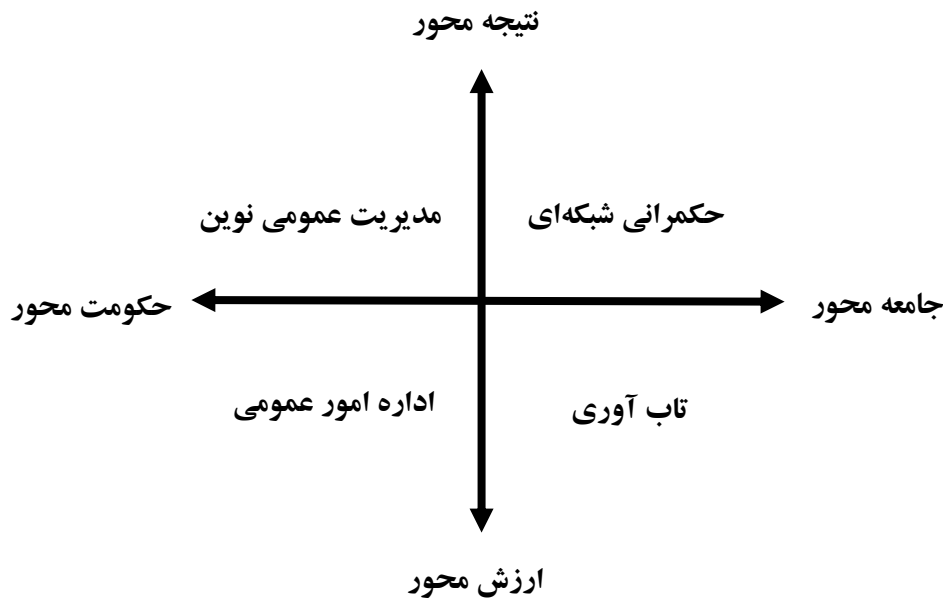 نتیجه محور
حکمرانی شبکه‌ای
مدیریت عمومی نوین
جامعه محور
حکومت محور
تاب آوری
اداره امور عمومی
ارزش محور